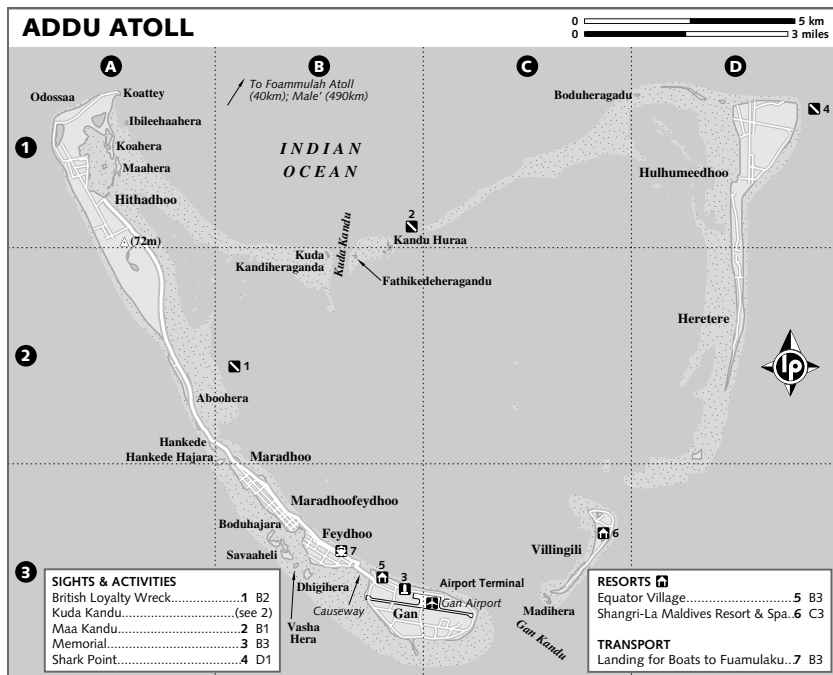 ADDU ATOLL
0 5 km
0 3 miles
A
B
C
D
To Foammulah Atoll
(40km); Male' (490km)
Odossaa
Koattey
Ibileehaahera
Koahera
Maahera
Hithadhoo
(72m)
INDIAN
OCEAN
Boduheragadu
4
1
Hulhumeedhoo
2
Kandu Huraa
Kuda Kandu
Kuda
Kandiheraganda
Fathikedeheragandu
Heretere
2
1
lp
Aboohera
Hankede
Hankede Hajara
Maradhoo
Maradhoofeydhoo
Boduhajara
Feydhoo
Savaaheli
7
5
3
Dhigihera
Causeway
Vasha
Hera
Gan
Airport Terminal
Gan Airport
Villingili
6
Madihera
Gan Kandu
3
SIGHTS & ACTIVITIES
British Loyalty Wreck 1 B2
Kuda Kandu (see 2)
Maa Kandu 2 B1
Memorial 3 B3
Shark Point 4 D1
RESORTS
Equator Village 5 B3
Shangri-La Maldives Resort & Spa 6 C3
TRANSPORT
Landing for Boats to Fuamulaku 7 B3